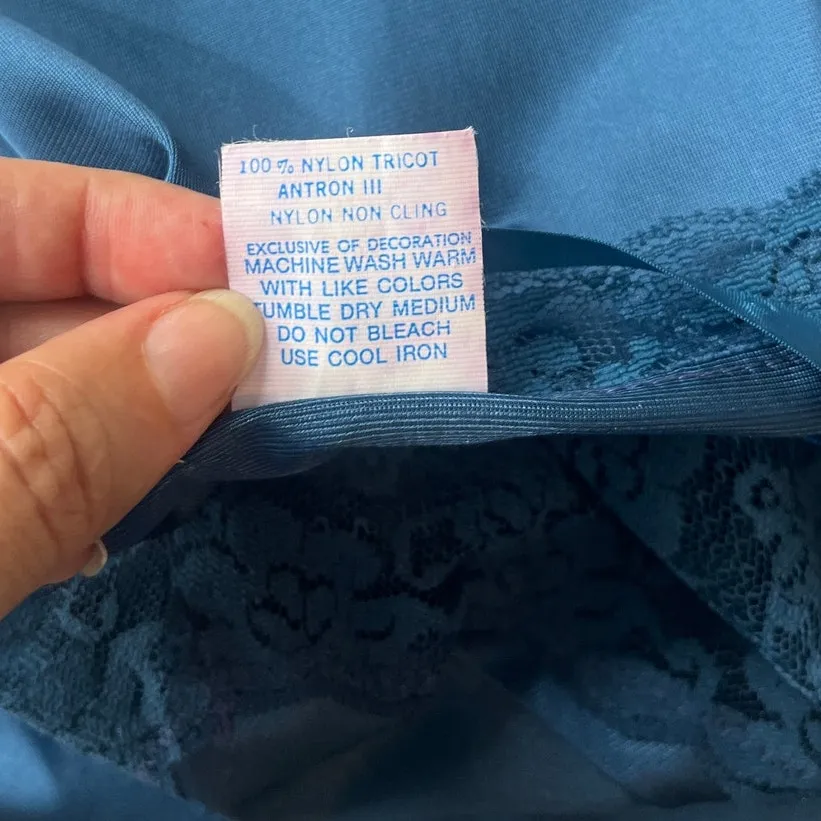 100 % NYLON TRICOT
ANTRON III
NYLON NON CLING
EXCLUSIVE OF DECORATION
MACHINE WASH WARM
WITH LIKE COLORS
TUMBLE DRY MEDIUM
DO NOT BLEACH
USE COOL IRON